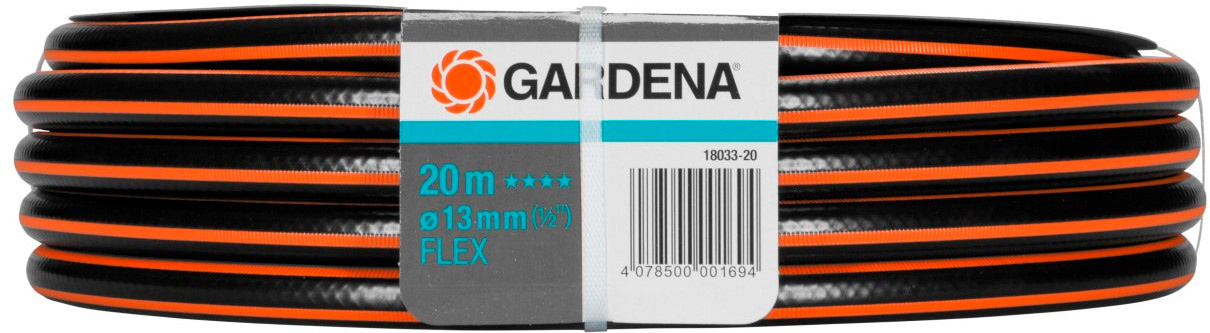 GARDENA®
18033-20
20 m ★★★★
ø 13 mm (1/2")
FLEX
4 078500 001694